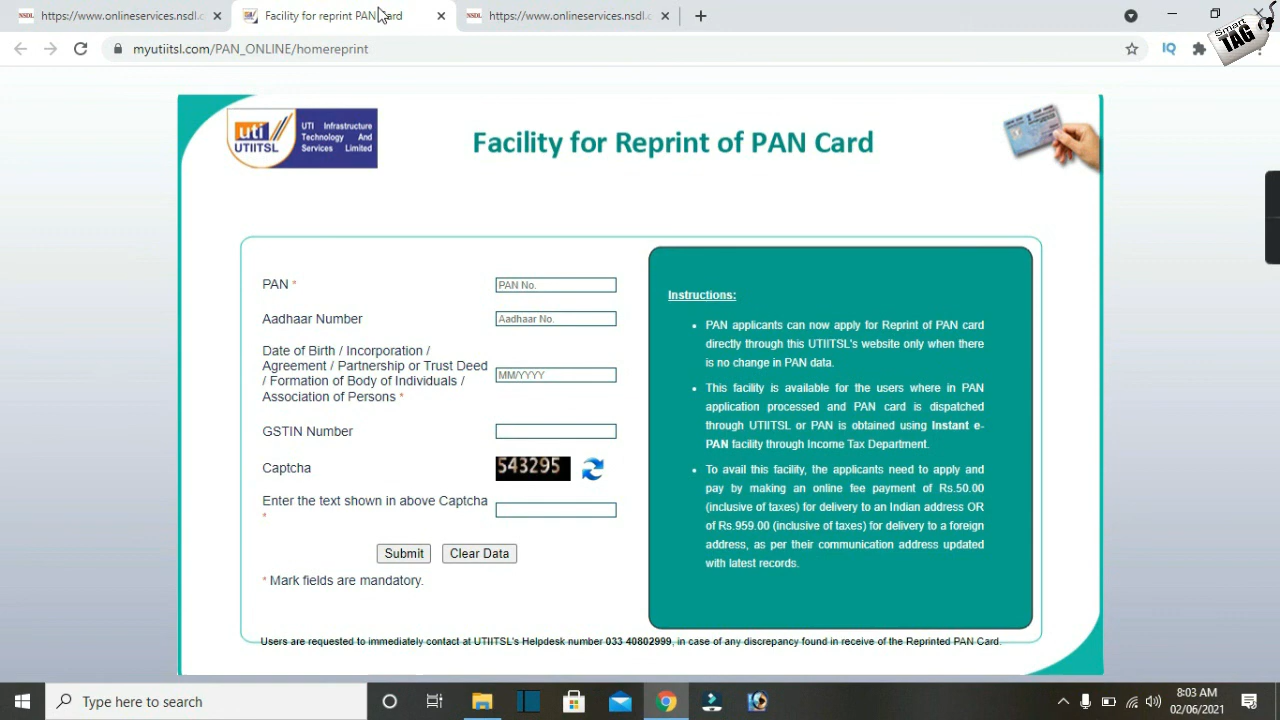 https://www.onlineservices.nsdl.c
Facility for reprint PAN Card
https://www.onlineservices.nsdl.c
myutiitsl.com/PAN_ONLINE/homereprint
IQ
Smart
TAG
uti
UTIITSL
UTI Infrastructure
Technology And
Services Limited
Facility for Reprint of PAN Card
PAN *
PAN No.
Aadhaar Number
Aadhaar No.
Date of Birth / Incorporation /
Agreement / Partnership or Trust Deed
/ Formation of Body of Individuals /
Association of Persons *
MM/YYYY
GSTIN Number
Captcha
543295
Enter the text shown in above Captcha
*
Submit
Clear Data
* Mark fields are mandatory.
Instructions:
• PAN applicants can now apply for Reprint of PAN card
directly through this UTIITSL's website only when there
is no change in PAN data.
• This facility is available for the users where in PAN
application processed and PAN card is dispatched
through UTIITSL or PAN is obtained using Instant e-
PAN facility through Income Tax Department.
• To avail this facility, the applicants need to apply and
pay by making an online fee payment of Rs.50.00
(inclusive of taxes) for delivery to an Indian address OR
of Rs.959.00 (inclusive of taxes) for delivery to a foreign
address, as per their communication address updated
with latest records.
Users are requested to immediately contact at UTIITSL's Helpdesk number 033 40802999, in case of any discrepancy found in receive of the Reprinted PAN Card.
Type here to search
8:03 AM
02/06/2021